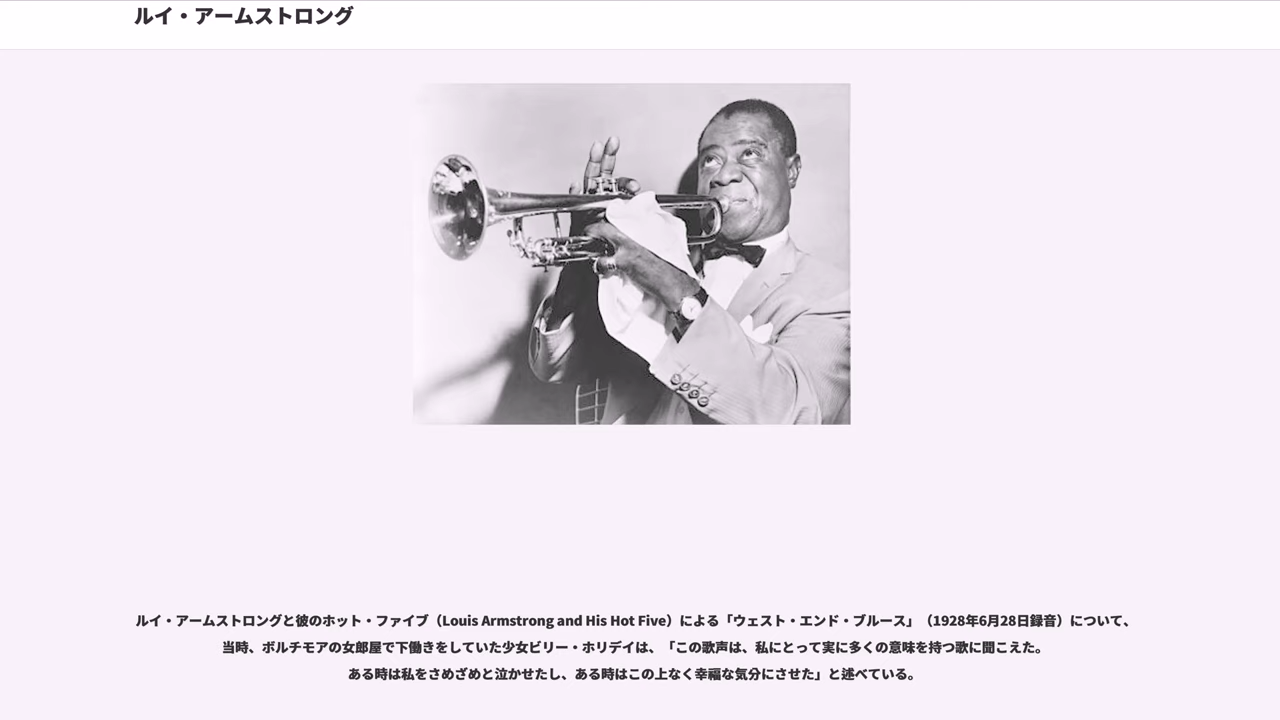 ルイ・アームストロング
ルイ・アームストロングと彼のホット・ファイブ（Louis Armstrong and His Hot Five）による「ウェスト・エンド・ブルース」（1928年6月28日録音）について、
当時、ボルチモアの女郎屋で下働きをしていた少女ビリー・ホリデイは、「この歌声は、私にとって実に多くの意味を持つ歌に聞こえた。
ある時は私をさめざめと泣かせたし、ある時はこの上なく幸福な気分にさせた」と述べている。